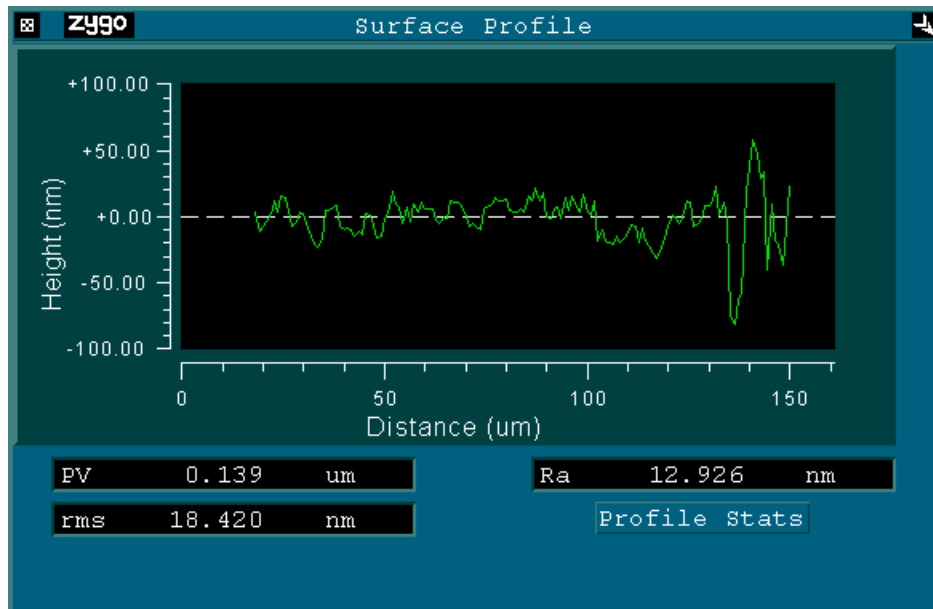 zygo Surface Profile
+100.00
+50.00
+0.00
-50.00
-100.00
Height (nm)
0 50 100 150
Distance (um)
PV 0.139 um Ra 12.926 nm
rms 18.420 nm Profile Stats